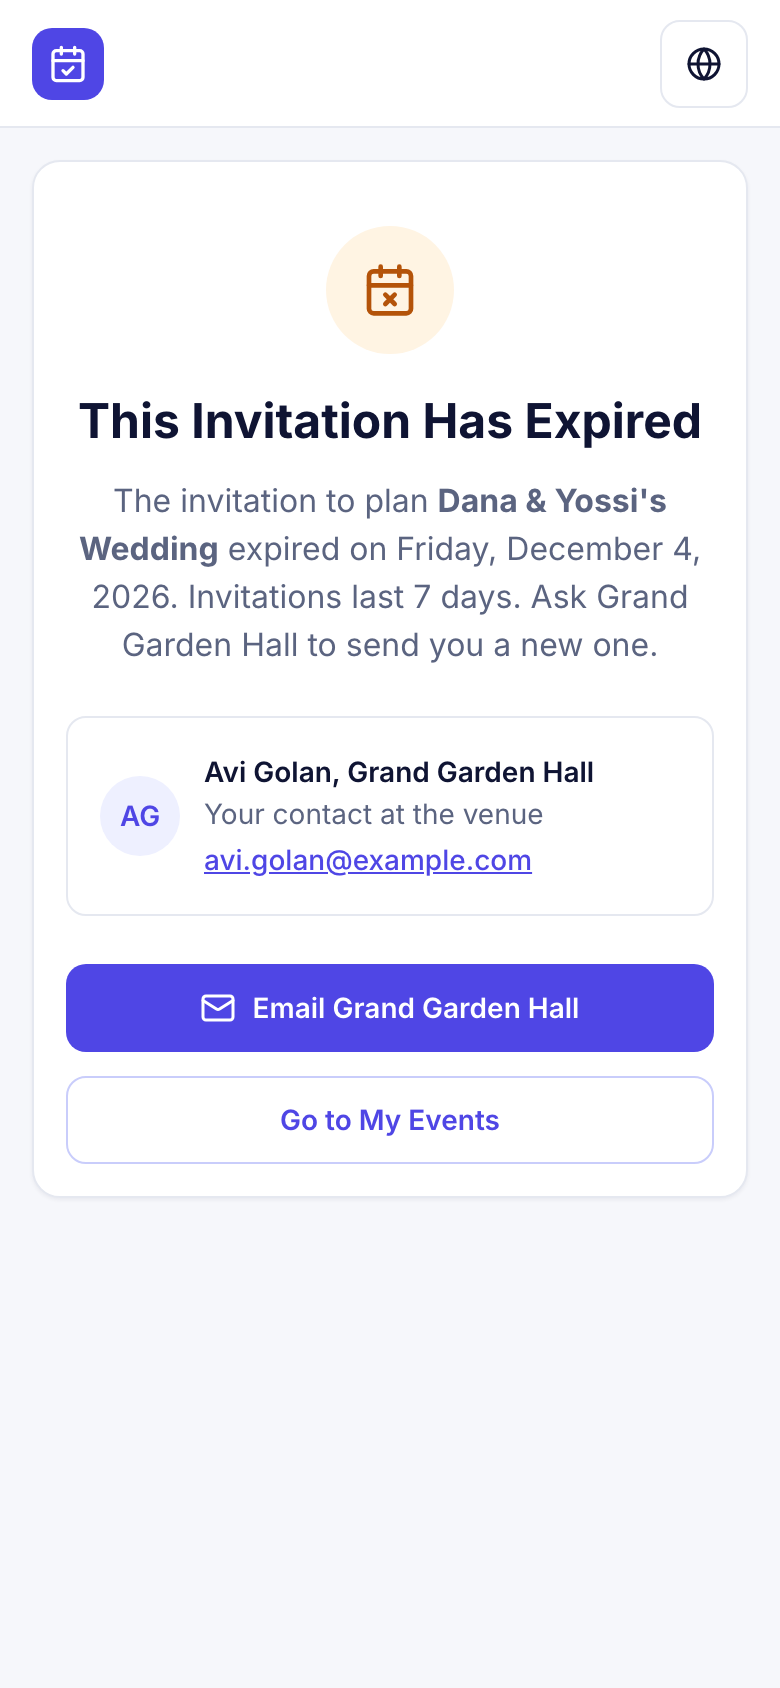 This Invitation Has Expired
The invitation to plan Dana & Yossi's
Wedding expired on Friday, December 4,
2026. Invitations last 7 days. Ask Grand
Garden Hall to send you a new one.
AG
Avi Golan, Grand Garden Hall
Your contact at the venue
avi.golan@example.com
Email Grand Garden Hall
Go to My Events